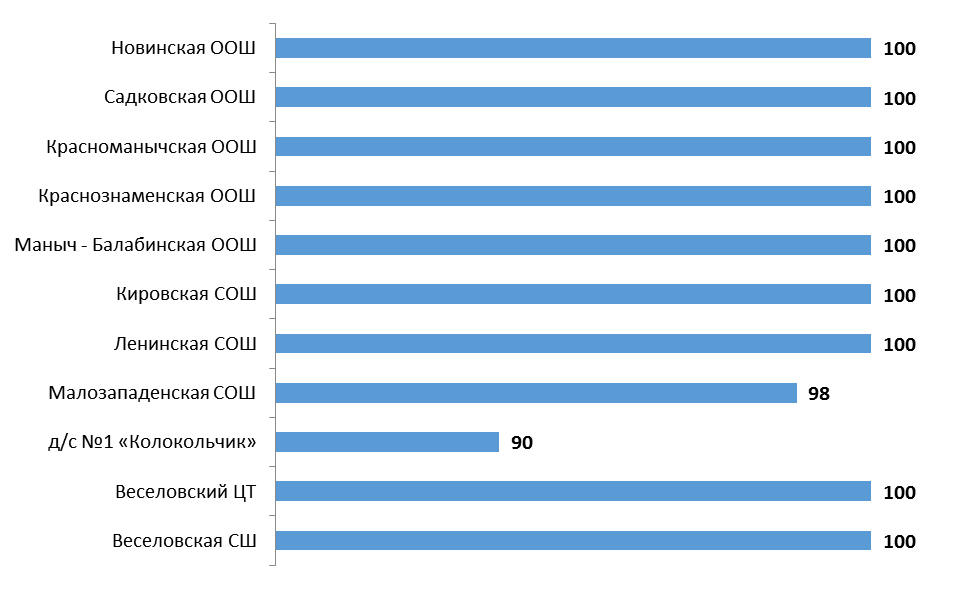 Новинская ООШ 100
Садковская ООШ 100
Красноманычская ООШ 100
Краснознаменская ООШ 100
Маныч - Балабинская ООШ 100
Кировская СОШ 100
Ленинская СОШ 100
Малозападенская СОШ 98
д/с №1 «Колокольчик» 90
Веселовский ЦТ 100
Веселовская СШ 100